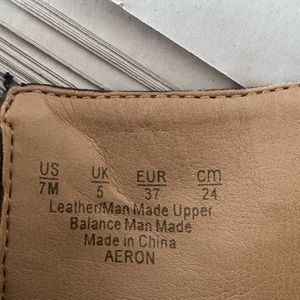 US UK EUR cm
7M 5 37 24
Leather/Man Made Upper
Balance Man Made
Made in China
AERON